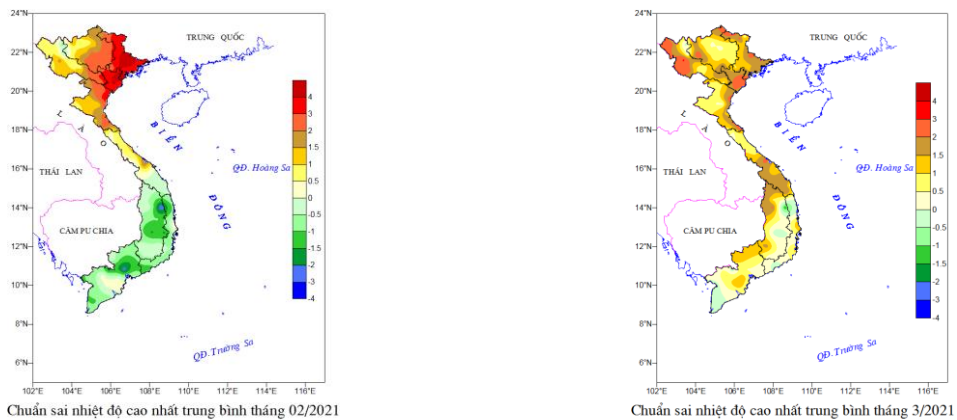 24°N
22°N
20°N
18°N
16°N
14°N
12°N
10°N
8°N
6°N
102°E 104°E 106°E 108°E 110°E 112°E 114°E 116°E
TRUNG QUỐC
L
À
O
BIỂN
ĐÔNG
THÁI LAN
QĐ. Hoàng Sa
CĂM PU CHIA
QĐ. Trường Sa
4
3
2
1.5
1
0.5
0
-0.5
-1
-1.5
-2
-3
-4
Chuẩn sai nhiệt độ cao nhất trung bình tháng 02/2021
24°N
22°N
20°N
18°N
16°N
14°N
12°N
10°N
8°N
6°N
102°E 104°E 106°E 108°E 110°E 112°E 114°E 116°E
TRUNG QUỐC
L
À
O
BIỂN
ĐÔNG
THÁI LAN
QĐ. Hoàng Sa
CĂM PU CHIA
QĐ. Trường Sa
4
3
2
1.5
1
0.5
0
-0.5
-1
-1.5
-2
-3
-4
Chuẩn sai nhiệt độ cao nhất trung bình tháng 3/2021